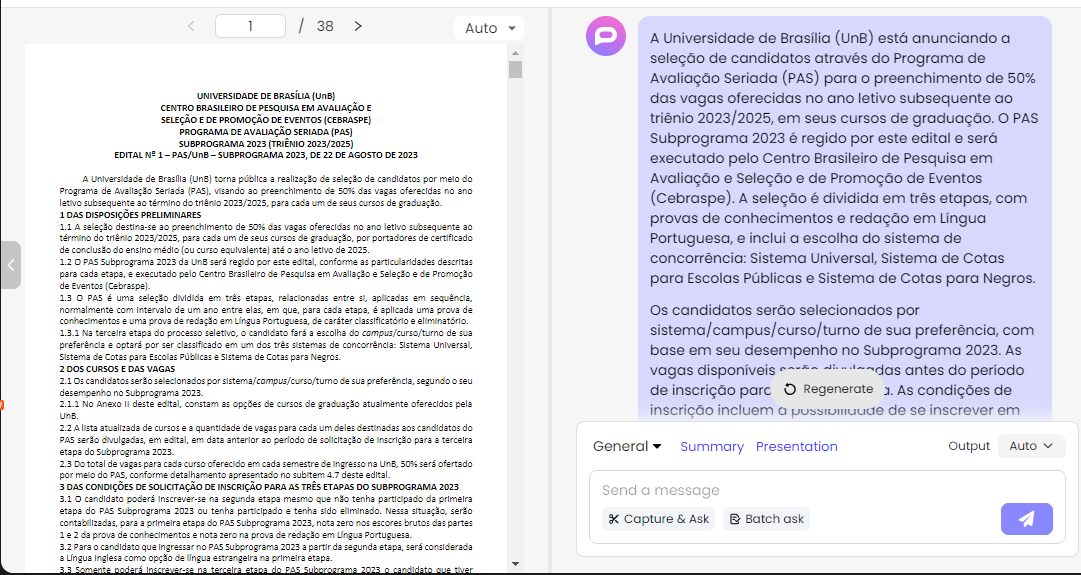 1 / 38
Auto
UNIVERSIDADE DE BRASÍLIA (UnB)
CENTRO BRASILEIRO DE PESQUISA EM AVALIAÇÃO E
SELEÇÃO E DE PROMOÇÃO DE EVENTOS (CEBRASPE)
PROGRAMA DE AVALIAÇÃO SERIADA (PAS)
SUBPROGRAMA 2023 (TRIÊNIO 2023/2025)
EDITAL Nº 1 – PAS/UnB – SUBPROGRAMA 2023, DE 22 DE AGOSTO DE 2023
A Universidade de Brasília (UnB) torna pública a realização de seleção de candidatos por meio do
Programa de Avaliação Seriada (PAS), visando ao preenchimento de 50% das vagas oferecidas no ano
letivo subsequente ao término do triênio 2023/2025, para cada um de seus cursos de graduação.
1 DAS DISPOSIÇÕES PRELIMINARES
1.1 A seleção destina-se ao preenchimento de 50% das vagas oferecidas no ano letivo subsequente ao
término do triênio 2023/2025, para cada um de seus cursos de graduação, por portadores de certificado
de conclusão do ensino médio (ou curso equivalente) até o ano letivo de 2025.
1.2 O PAS Subprograma 2023 da UnB será regido por este edital, conforme as particularidades descritas
para cada etapa, e executado pelo Centro Brasileiro de Pesquisa em Avaliação e Seleção e de Promoção
de Eventos (Cebraspe).
1.3 O PAS é uma seleção dividida em três etapas, relacionadas entre si, aplicadas em sequência,
normalmente com intervalo de um ano entre elas, em que, para cada etapa, é aplicada uma prova de
conhecimentos e uma prova de redação em Língua Portuguesa, de caráter classificatório e eliminatório.
1.3.1 Na terceira etapa do processo seletivo, o candidato fará a escolha do campus/curso/turno de sua
preferência e optará por ser classificado em um dos três sistemas de concorrência: Sistema Universal,
Sistema de Cotas para Escolas Públicas e Sistema de Cotas para Negros.
2 DOS CURSOS E DAS VAGAS
2.1 Os candidatos serão selecionados por sistema/campus/curso/turno de sua preferência, segundo o seu
desempenho no Subprograma 2023.
2.1.1 No Anexo II deste edital, constam as opções de cursos de graduação atualmente oferecidos pela
UnB.
2.2 A lista atualizada de cursos e a quantidade de vagas para cada um deles destinadas aos candidatos do
PAS serão divulgadas, em edital, em data anterior ao período de solicitação de inscrição para a terceira
etapa do Subprograma 2023.
2.3 Do total de vagas para cada curso oferecido em cada semestre de ingresso na UnB, 50% será ofertado
por meio do PAS, conforme detalhamento apresentado no subitem 4.7 deste edital.
3 DAS CONDIÇÕES DE SOLICITAÇÃO DE INSCRIÇÃO PARA AS TRÊS ETAPAS DO SUBPROGRAMA 2023
3.1 O candidato poderá inscrever-se na segunda etapa mesmo que não tenha participado da primeira
etapa do PAS Subprograma 2023 ou tenha participado e tenha sido eliminado. Nessa situação, serão
contabilizadas, para a primeira etapa do PAS Subprograma 2023, nota zero nos escores brutos das partes
1 e 2 da prova de conhecimentos e nota zero na prova de redação em Língua Portuguesa.
3.2 Para o candidato que ingressar no PAS Subprograma 2023 a partir da segunda etapa, será considerada
a Língua Inglesa como opção de língua estrangeira na primeira etapa.
3.3 Somente poderá inscrever-se na terceira etapa do PAS Subprograma 2023 o candidato que tiver
A Universidade de Brasília (UnB) está anunciando a
seleção de candidatos através do Programa de
Avaliação Seriada (PAS) para o preenchimento de 50%
das vagas oferecidas no ano letivo subsequente ao
triênio 2023/2025, em seus cursos de graduação. O PAS
Subprograma 2023 é regido por este edital e será
executado pelo Centro Brasileiro de Pesquisa em
Avaliação e Seleção e de Promoção de Eventos
(Cebraspe). A seleção é dividida em três etapas, com
provas de conhecimentos e redação em Língua
Portuguesa, e inclui a escolha do sistema de
concorrência: Sistema Universal, Sistema de Cotas
para Escolas Públicas e Sistema de Cotas para Negros.
Os candidatos serão selecionados por
sistema/campus/curso/turno de sua preferência, com
base em seu desempenho no Subprograma 2023. As
vagas disponíveis serão divulgadas antes do período
de inscrição para a. As condições de
Regenerate
inscrição incluem a possibilidade de se inscrever em
General Summary Presentation Output Auto
Send a message
Capture & Ask Batch ask